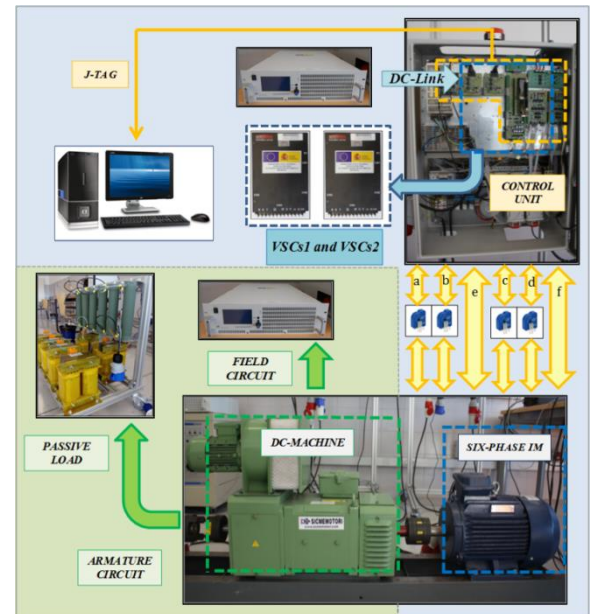 J-TAG
DC-Link
CONTROL
UNIT
VSCs1 and VSCs2
a
b
e
c
d
f
FIELD
CIRCUIT
DC-MACHINE
SIX-PHASE IM
PASSIVE
LOAD
SICMEMOTORI
ARMATURE
CIRCUIT